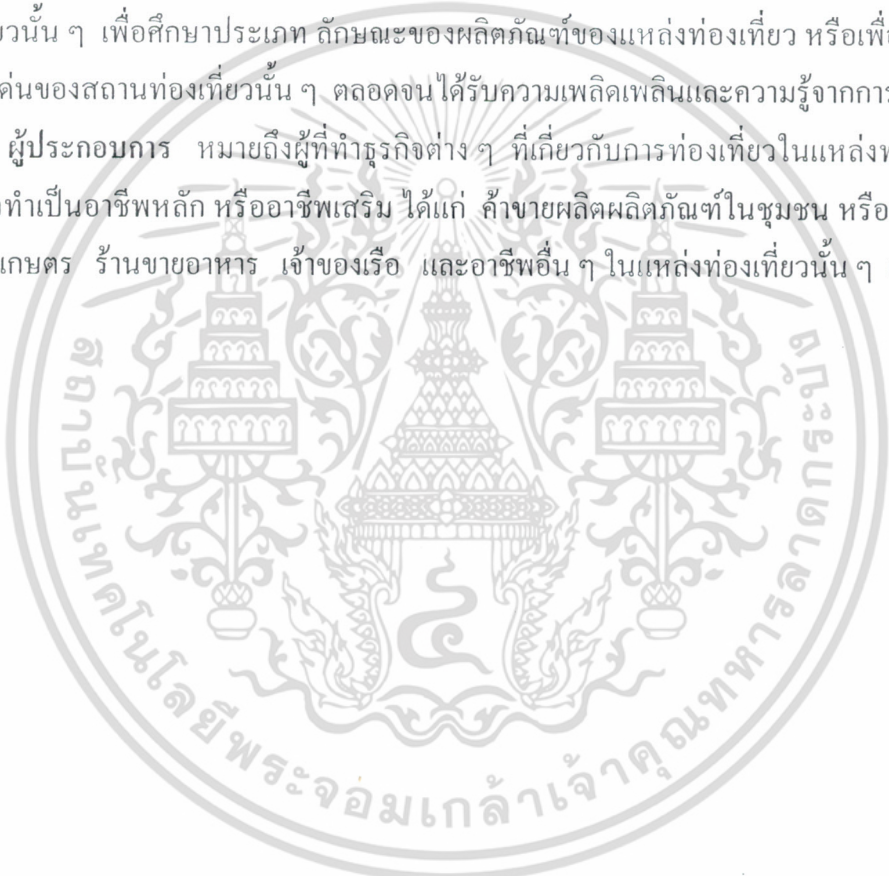 ยวนั้น ๆ เพื่อศึกษาประเภท ลักษณะของผลิตภัณฑ์ของแหล่งท่องเที่ยว หรือเพื่อ
ด่นของสถานท่องเที่ยวนั้น ๆ ตลอดจนได้รับความเพลิดเพลินและความรู้จากการ
ผู้ประกอบการ หมายถึงผู้ที่ทำธุรกิจต่าง ๆ ที่เกี่ยวกับการท่องเที่ยวในแหล่งท
ทำเป็นอาชีพหลัก หรืออาชีพเสริม ได้แก่ ค้าขายผลิตผลิตภัณฑ์ในชุมชน หรือ
เกษตร ร้านขายอาหาร เจ้าของเรือ และอาชีพอื่น ๆ ในแหล่งท่องเที่ยวนั้น ๆ
สถาบันเทคโนโลยีพระจอมเกล้าเจ้าคุณทหารลาดกระบัง
๔